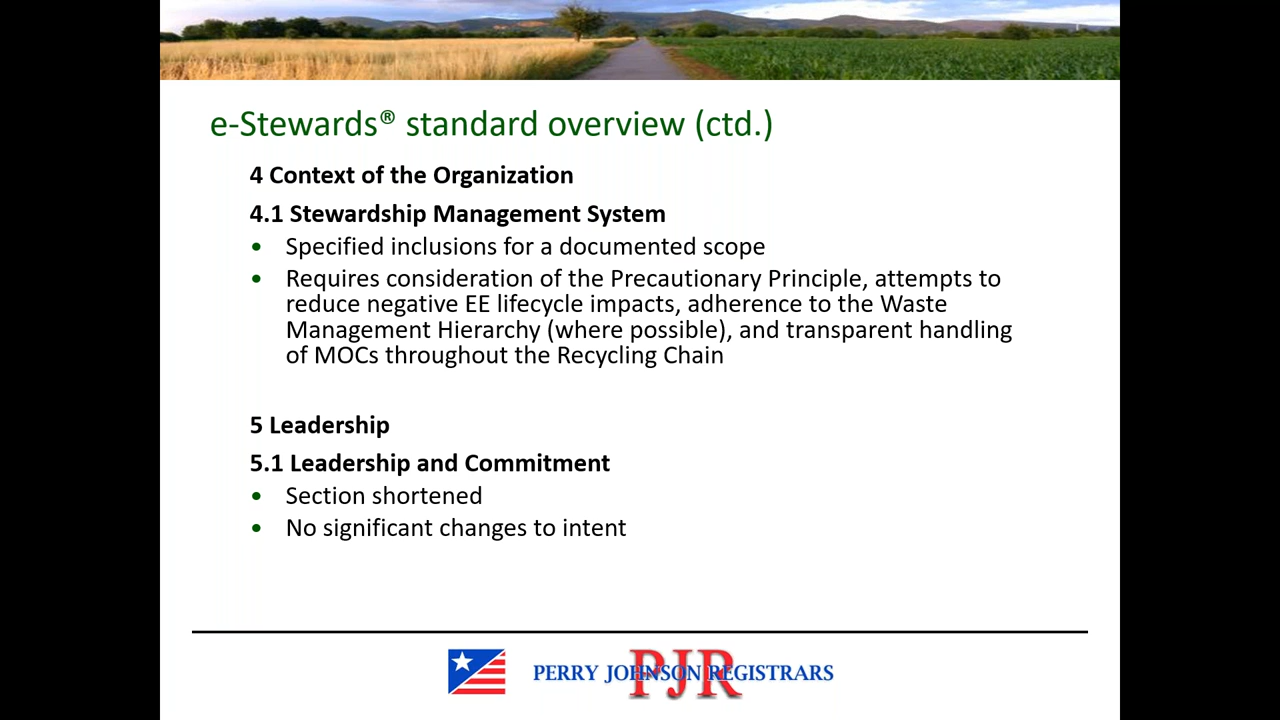 e-Stewards® standard overview (ctd.)
4 Context of the Organization
4.1 Stewardship Management System
• Specified inclusions for a documented scope
• Requires consideration of the Precautionary Principle, attempts to
reduce negative EE lifecycle impacts, adherence to the Waste
Management Hierarchy (where possible), and transparent handling
of MOCs throughout the Recycling Chain
5 Leadership
5.1 Leadership and Commitment
• Section shortened
• No significant changes to intent
PJR
PERRY JOHNSON REGISTRARS